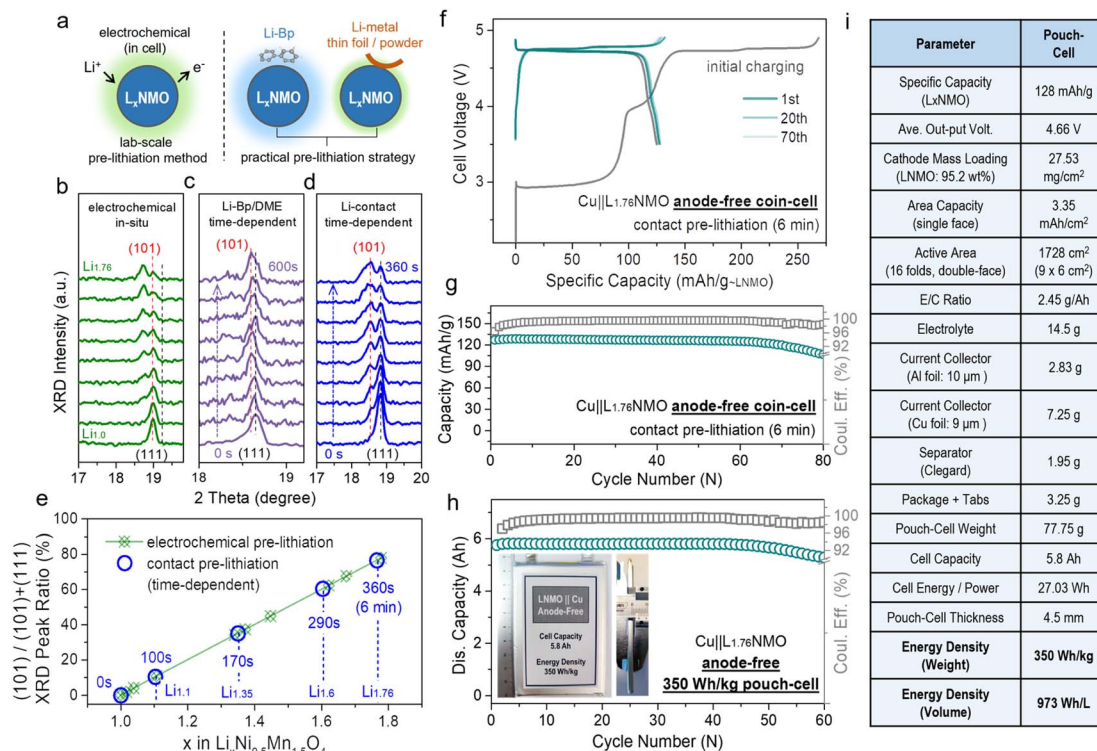 a
electrochemical
(in cell)
Li⁺
e⁻
LₓNMO
lab-scale
pre-lithiation method
Li-Bp
Li-metal
thin foil / powder
LₓNMO
LₓNMO
practical pre-lithiation strategy
b
electrochemical
in-situ
(101)
Li1.76
Li1.0
(111)
17 19 21
c
Li-Bp/DME
time-dependent
(101)
600s
0 s
(111)
18 19
d
Li-contact
time-dependent
(101)
360 s
0 s
(111)
17 18 19 20
XRD Intensity (a.u.)
2 Theta (degree)
e
(101) / (101)+(111)
XRD Peak Ratio (%)
100
80
60
40
20
0
electrochemical pre-lithiation
contact pre-lithiation
(time-dependent)
0s
100s
170s
290s
360s
(6 min)
Li1.1
Li1.35
Li1.6
Li1.76
1.0 1.2 1.4 1.6 1.8
x in LiₓNi₀.₅Mn₁.₅O₄
f
Cell Voltage (V)
5
4
3
initial charging
1st
20th
70th
Cu||L1.76NMO anode-free coin-cell
contact pre-lithiation (6 min)
0 50 100 150 200 250
Specific Capacity (mAh/g~LNMO)
g
Capacity (mAh/g)
150
120
90
60
30
0
100
96
92
Coul. Eff. (%)
Cu||L1.76NMO anode-free coin-cell
contact pre-lithiation (6 min)
0 20 40 60 80
Cycle Number (N)
h
Dis. Capacity (Ah)
6
4
2
0
100
96
92
Coul. Eff. (%)
LNMO || Cu
Anode-Free
Cell Capacity
5.8 Ah
Energy Density
350 Wh/kg
Cu||L1.76NMO
anode-free
350 Wh/kg pouch-cell
0 10 20 30 40 50 60
Cycle Number (N)
i
Parameter
Pouch-
Cell
Specific Capacity
(LxNMO)
128 mAh/g
Ave. Out-put Volt.
4.66 V
Cathode Mass Loading
(LNMO: 95.2 wt%)
27.53
mg/cm²
Area Capacity
(single face)
3.35
mAh/cm²
Active Area
(16 folds, double-face)
1728 cm²
(9 x 6 cm²)
E/C Ratio
2.45 g/Ah
Electrolyte
14.5 g
Current Collector
(Al foil: 10 µm )
2.83 g
Current Collector
(Cu foil: 9 µm )
7.25 g
Separator
(Clegard)
1.95 g
Package + Tabs
3.25 g
Pouch-Cell Weight
77.75 g
Cell Capacity
5.8 Ah
Cell Energy / Power
27.03 Wh
Pouch-Cell Thickness
4.5 mm
Energy Density
(Weight)
350 Wh/kg
Energy Density
(Volume)
973 Wh/L